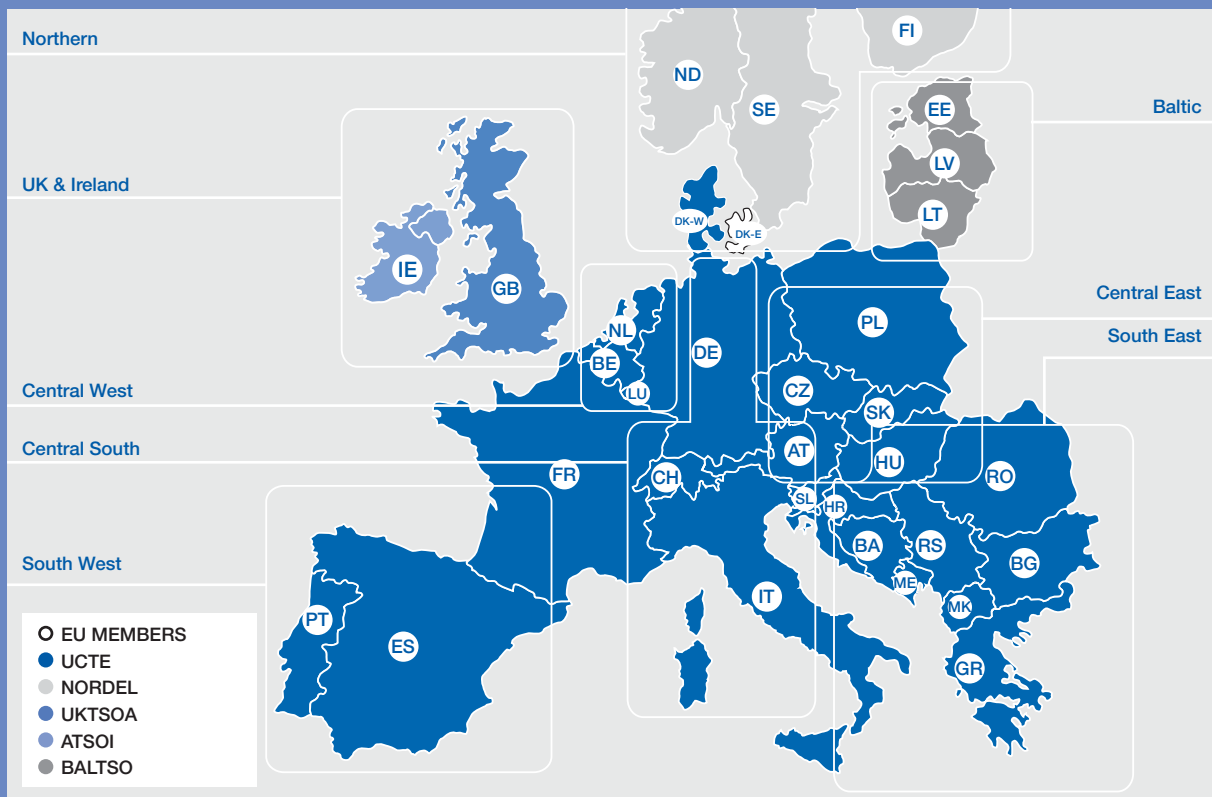 Northern
FI
ND
SE
EE
Baltic
LV
UK & Ireland
LT
DK-W
DK-E
IE
GB
Central East
NL
PL
South East
BE
DE
Central West
LU
CZ
SK
Central South
AT
HU
FR
CH
RO
SL
HR
BA
RS
South West
BG
ME
IT
MK
PT
ES
GR
EU MEMBERS
UCTE
NORDEL
UKTSOA
ATSOI
BALTSO